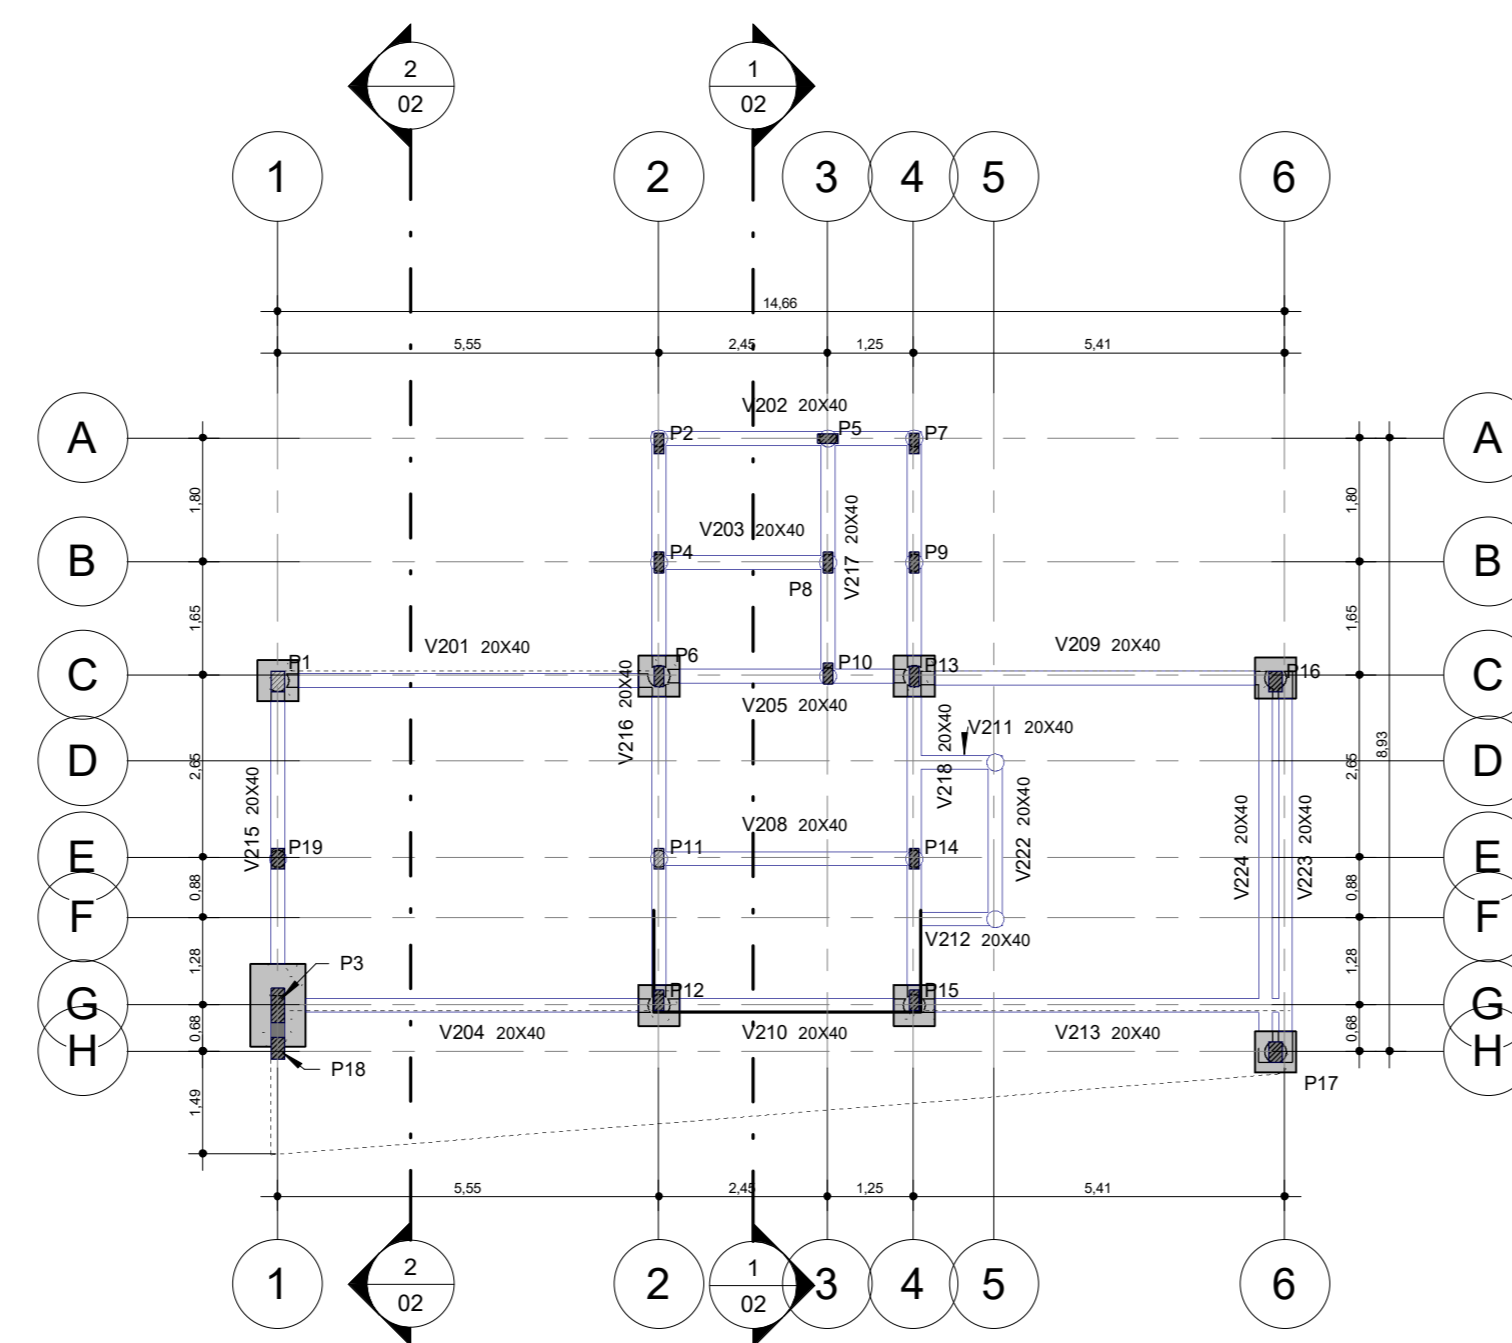 2
02
1
02
1
2
3
4
5
6
14,66
5,55
2,45
1,25
5,41
V202 20X40
A
P2
P5
P7
A
1,80
1,80
V203 20X40
V217 20X40
B
P4
P9
B
P8
1,65
1,65
V201 20X40
V209 20X40
C
P1
P6
P10
P13
P16
C
V216 20X40
V205 20X40
V218 20X40
V211 20X40
8,93
D
2,65
2,65
D
V215 20X40
V208 20X40
V222 20X40
V224 20X40
V223 20X40
E
P19
P11
P14
E
0,88
0,88
F
F
V212 20X40
1,28
1,28
P3
G
P12
P15
G
0,68
V204 20X40
V210 20X40
V213 20X40
0,68
H
P18
H
P17
1,49
5,55
2,45
1,25
5,41
1
2
02
2
1
02
3
4
5
6